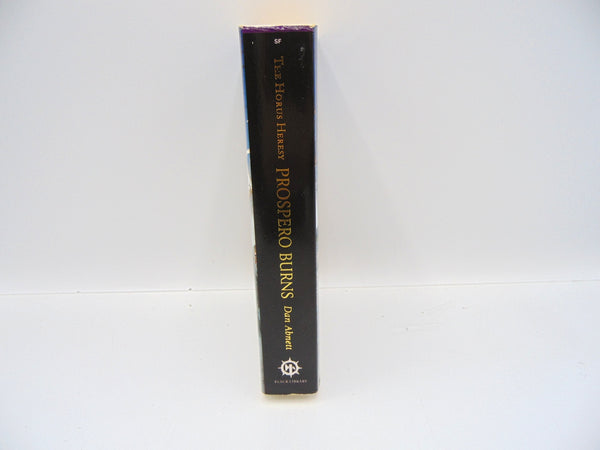 SF
THE HORUS HERESY PROSPERO BURNS Dan Abnett
BLACK LIBRARY